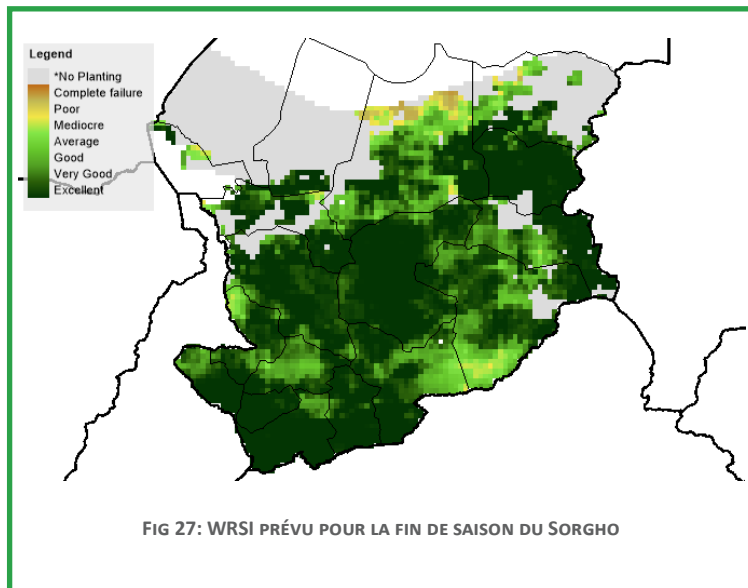 Legend
*No Planting
Complete failure
Poor
Mediocre
Average
Good
Very Good
Excellent
FIG 27: WRSI PRÉVU POUR LA FIN DE SAISON DU SORGHO